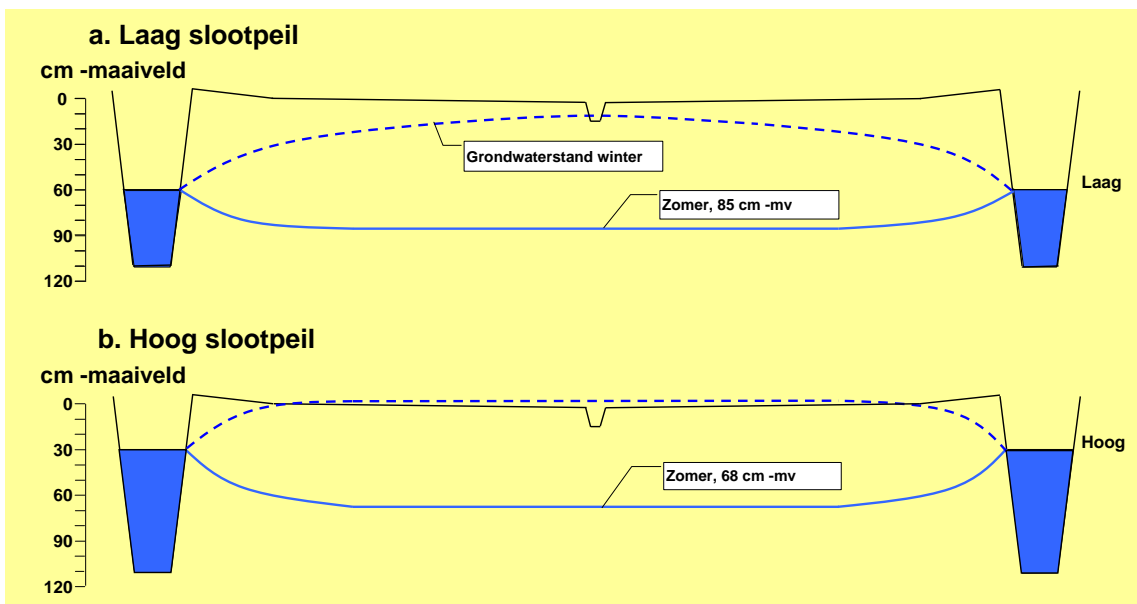 a. Laag slootpeil
cm -maaiveld
0
30
60
90
120
Grondwaterstand winter
Zomer, 85 cm -mv
Laag
b. Hoog slootpeil
cm -maaiveld
0
30
60
90
120
Zomer, 68 cm -mv
Hoog